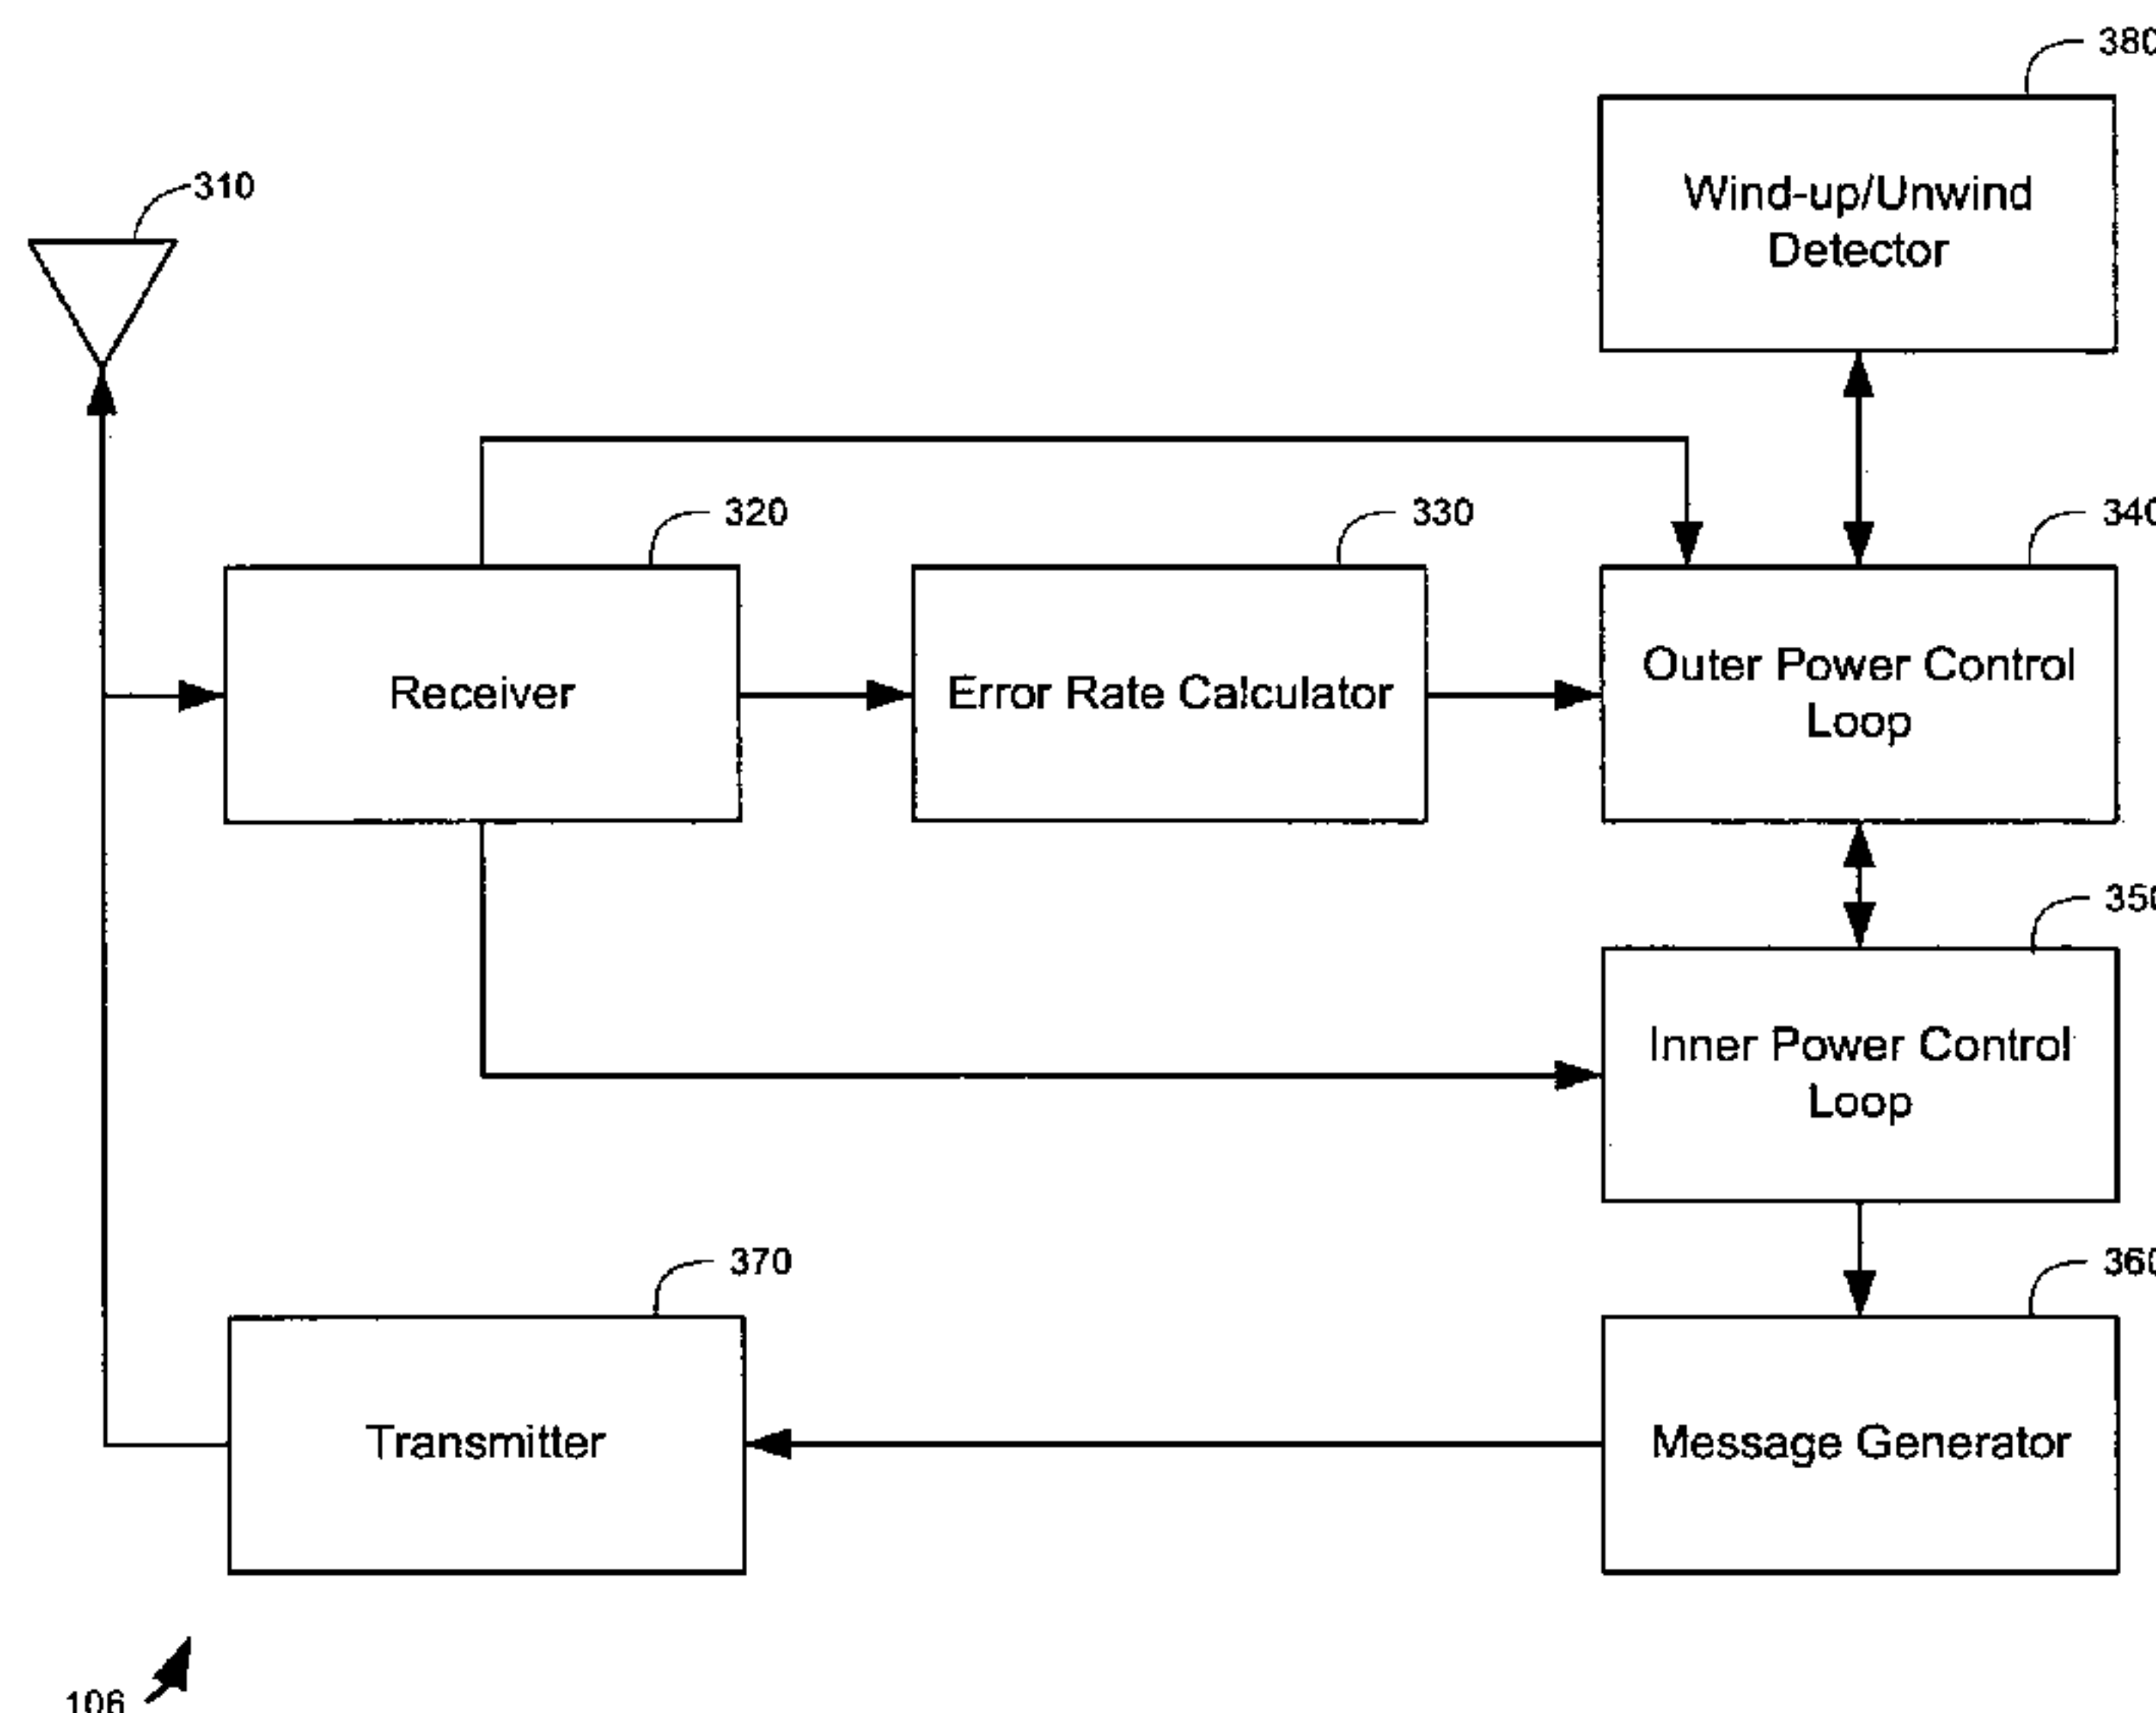 380
310
Wind-up/Unwind
Detector
320
330
340
Receiver
Error Rate Calculator
Outer Power Control
Loop
350
Inner Power Control
Loop
370
360
Transmitter
Message Generator
106